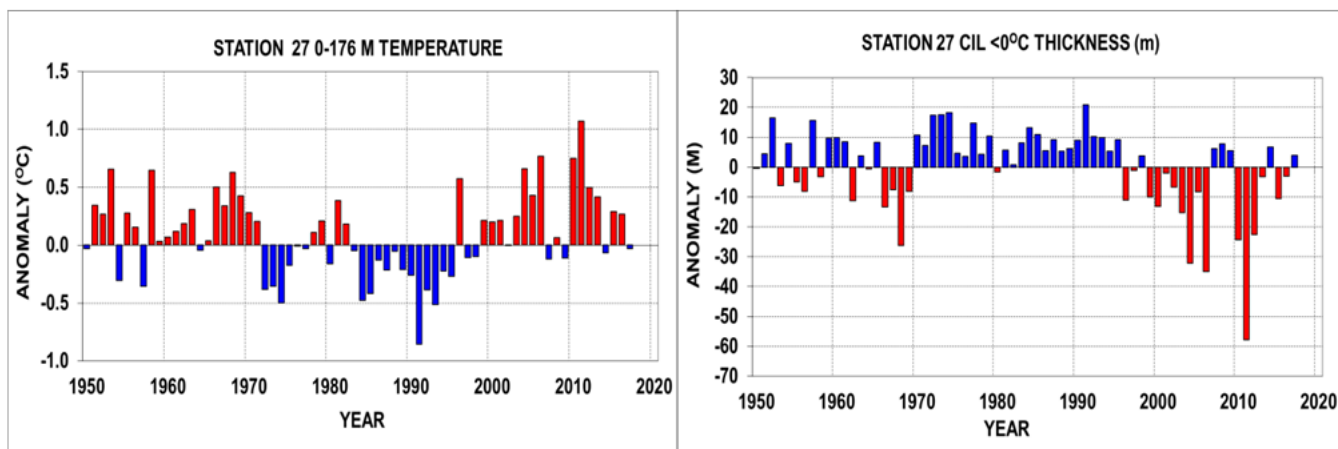 STATION 27 0-176 M TEMPERATURE
1.5
1.0
0.5
0.0
-0.5
-1.0
ANOMALY (ºC)
1950 1960 1970 1980 1990 2000 2010 2020
YEAR
STATION 27 CIL <0ºC THICKNESS (m)
30
20
10
0
-10
-20
-30
-40
-50
-60
-70
ANOMALY (M)
1950 1960 1970 1980 1990 2000 2010 2020
YEAR